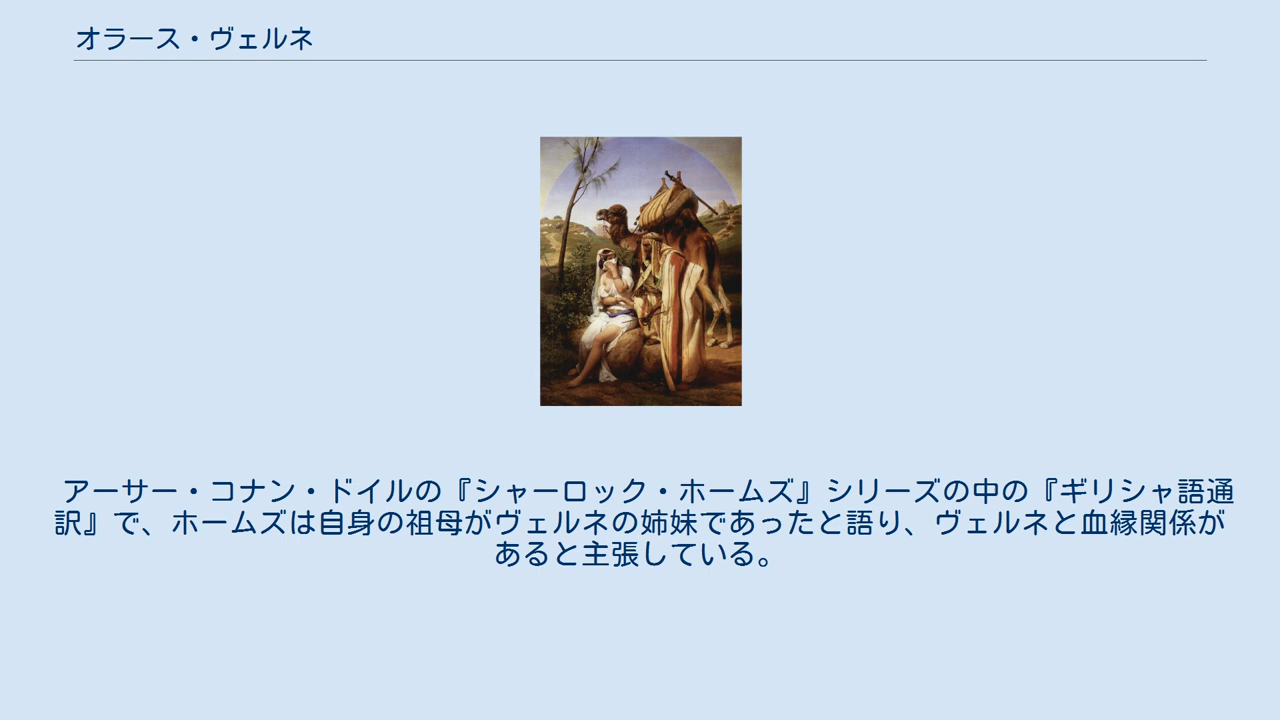 オラース・ヴェルネ
アーサー・コナン・ドイルの『シャーロック・ホームズ』シリーズの中の『ギリシャ語通
訳』で、ホームズは自身の祖母がヴェルネの姉妹であったと語り、ヴェルネと血縁関係が
あると主張している。